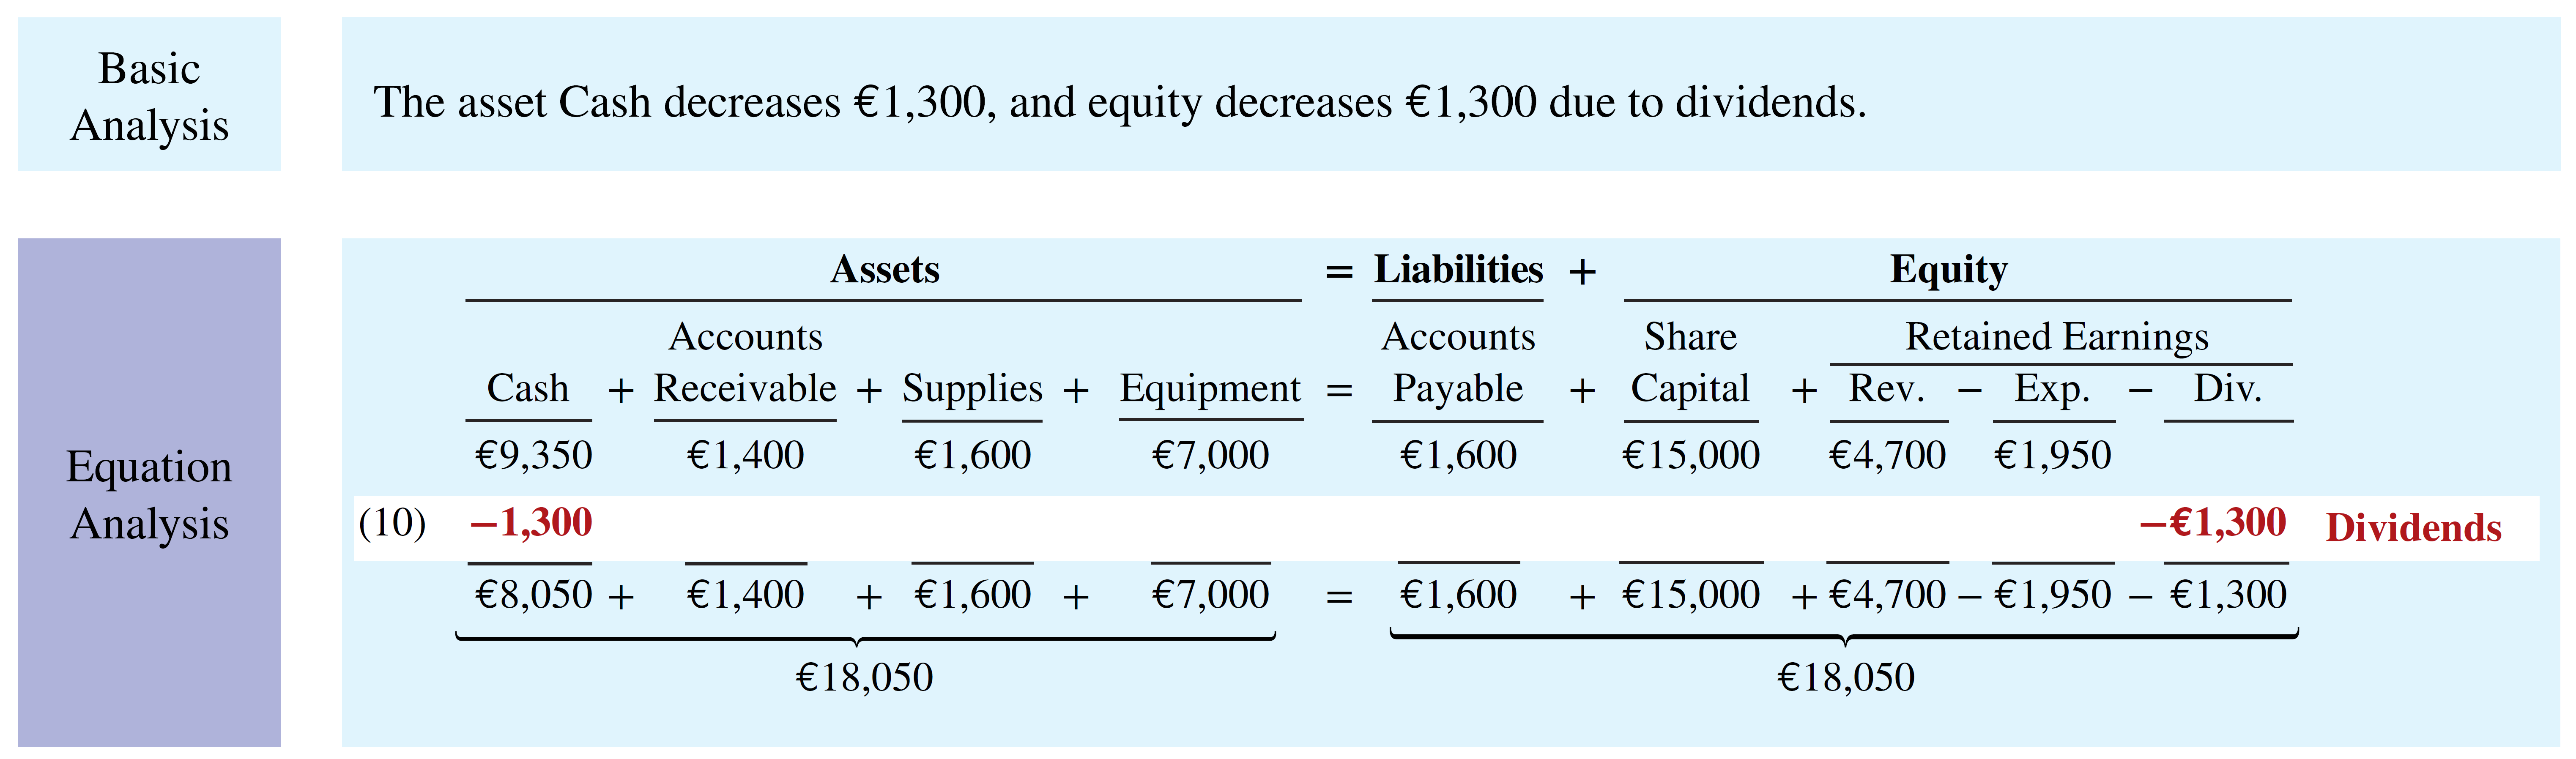 Basic
Analysis
The asset Cash decreases €1,300, and equity decreases €1,300 due to dividends.
Equation
Analysis
Assets = Liabilities + Equity
Accounts Accounts Share Retained Earnings
Cash + Receivable + Supplies + Equipment = Payable + Capital + Rev. − Exp. − Div.
€9,350 €1,400 €1,600 €7,000 €1,600 €15,000 €4,700 €1,950
(10) −1,300 −€1,300 Dividends
€8,050 + €1,400 + €1,600 + €7,000 = €1,600 + €15,000 + €4,700 − €1,950 − €1,300
€18,050 €18,050